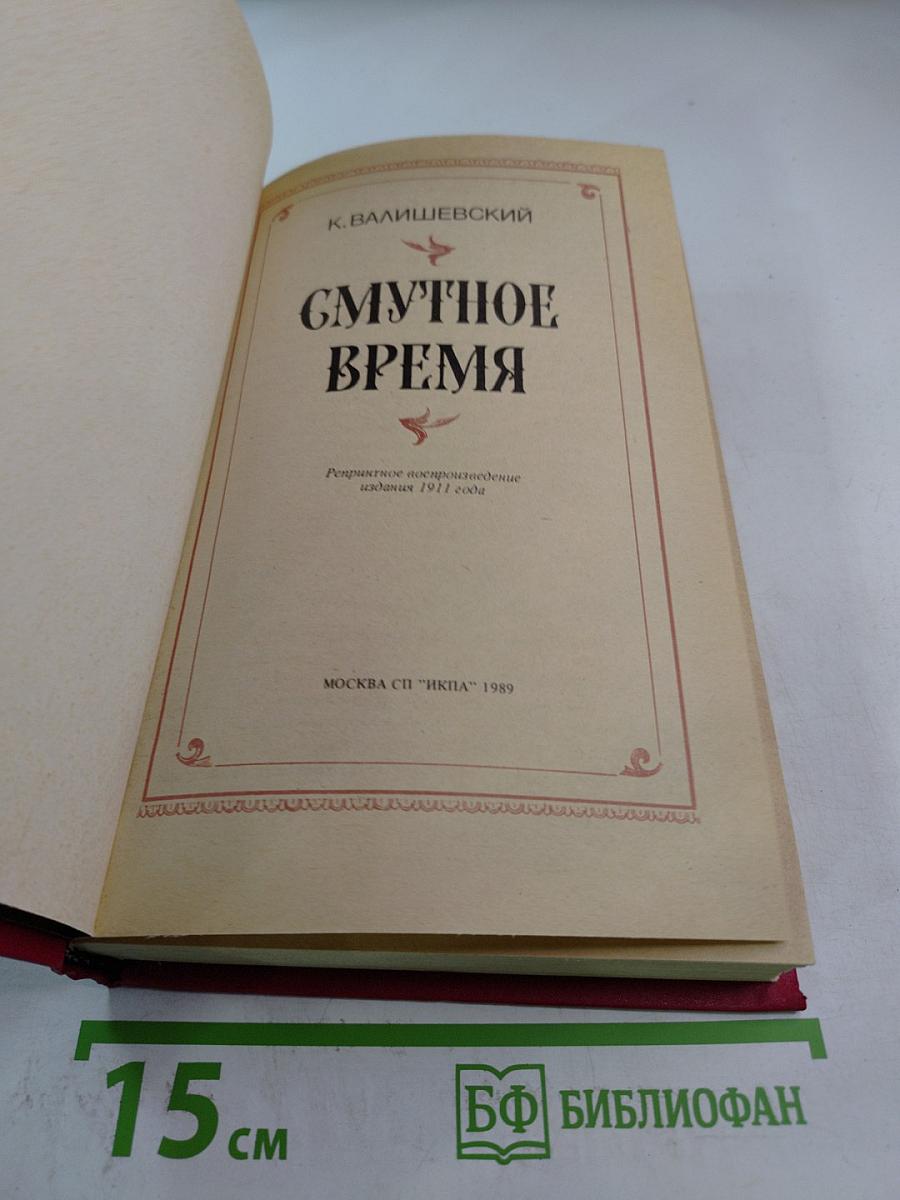 К. ВАЛИШЕВСКИЙ
СМУТНОЕ
ВРЕМЯ
Репринтное воспроизведение
издания 1911 года
МОСКВА СП "ИКПА" 1989
15 см
БФ БИБЛИОФАН